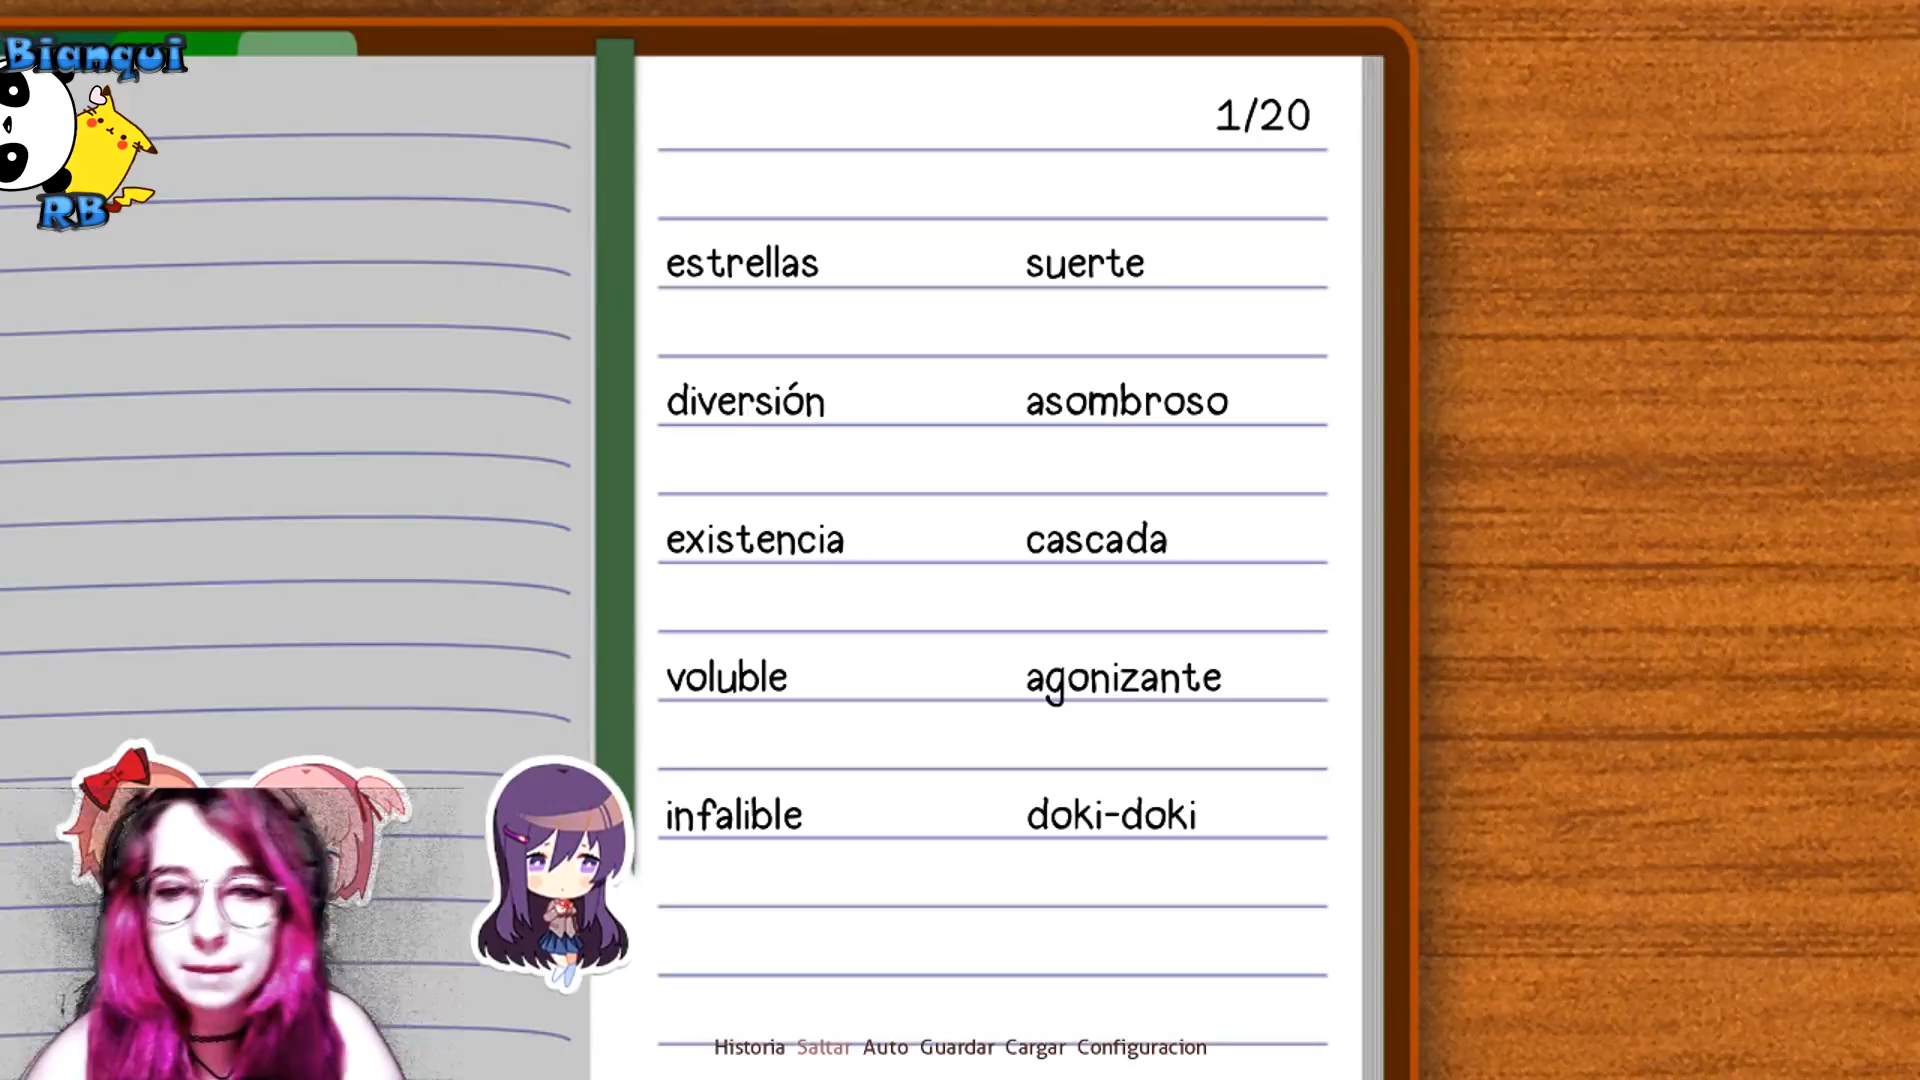 Bianqui
RB
1/20
estrellas suerte
diversión asombroso
existencia cascada
voluble agonizante
infalible doki-doki
Historia Saltar Auto Guardar Cargar Configuracion